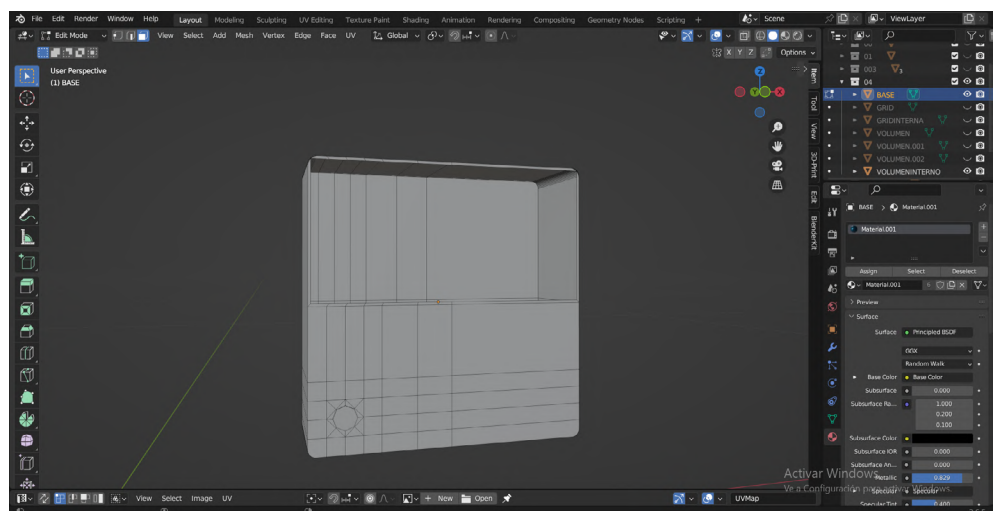 File Edit Render Window Help Layout Modeling Sculpting UV Editing Texture Paint Shading Animation Rendering Compositing Geometry Nodes Scripting + Scene ViewLayer
Edit Mode View Select Add Mesh Vertex Edge Face UV Global
X Y Z Options
User Perspective
(1) BASE
Z
Y
X
Item
Tool
View
3D-Print
Edit
BlenderKit
01
003 3
04
BASE
GRID
GRIDINTERNA
VOLUMEN
VOLUMEN.001
VOLUMEN.002
VOLUMENINTERNO
BASE > Material.001
Material.001
Assign Select Deselect
Material.001
Preview
Surface
Surface Principled BSDF
GGX
Random Walk
Base Color Base Color
Subsurface 0.000
Subsurface Ra... 1.000
0.200
0.100
Subsurface Color
Subsurface IOR 0.000
Subsurface An... 0.000
Metallic 0.829
Specular Specular
Specular Tint 0.400
Activar Windows
Ve a Configuración para activar Windows.
View Select Image UV + New Open UVMap